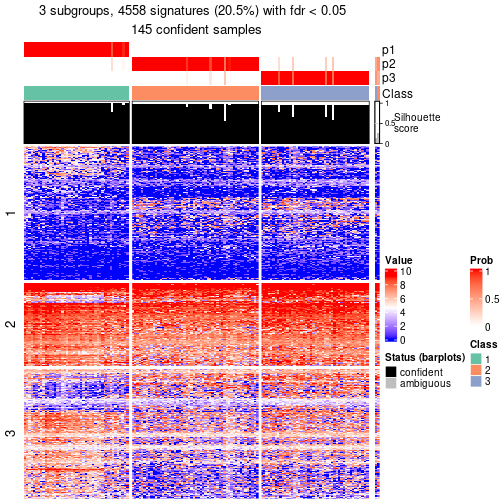 3 subgroups, 4558 signatures (20.5%) with fdr < 0.05
145 confident samples
p1
p2
p3
Class
1
0.5
0
Silhouette
score
1
2
3
Value
10
8
6
4
2
0
Prob
1
0.5
0
Status (barplots)
confident
ambiguous
Class
1
2
3